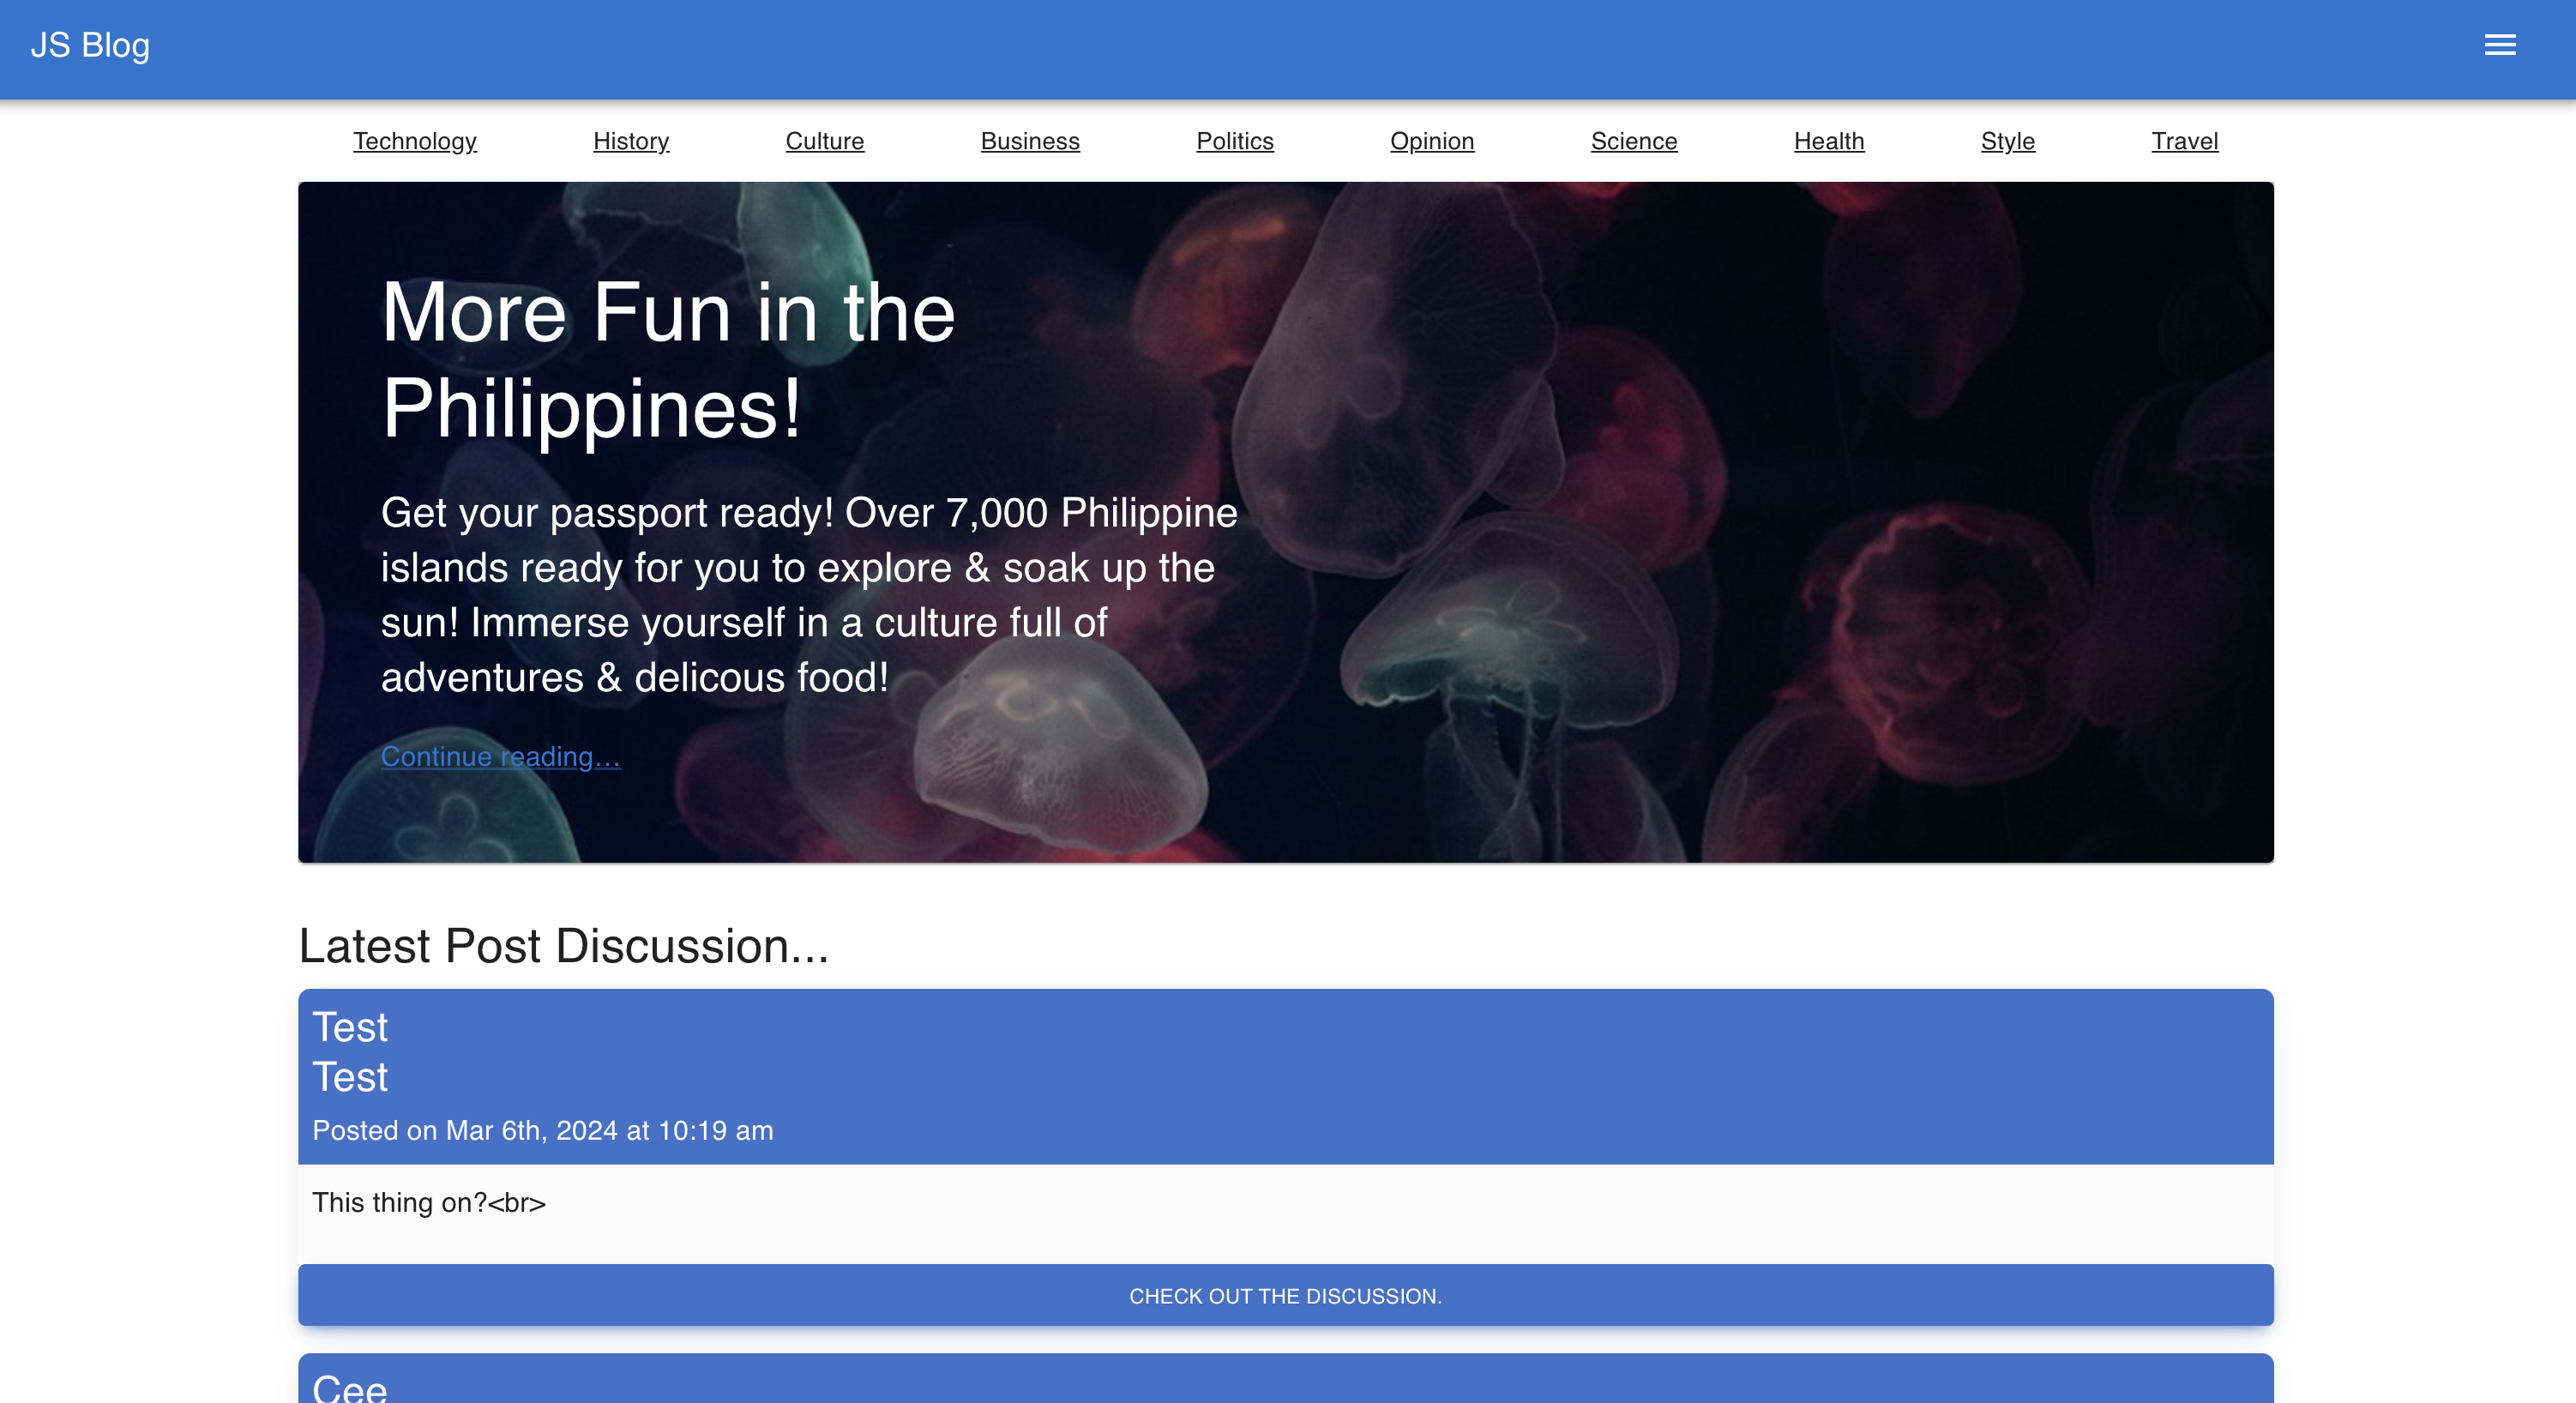 JS Blog
Technology History Culture Business Politics Opinion Science Health Style Travel
More Fun in the
Philippines!
Get your passport ready! Over 7,000 Philippine
islands ready for you to explore & soak up the
sun! Immerse yourself in a culture full of
adventures & delicous food!
Continue reading…
Latest Post Discussion...
Test
Test
Posted on Mar 6th, 2024 at 10:19 am
This thing on?<br>
CHECK OUT THE DISCUSSION.
Cee